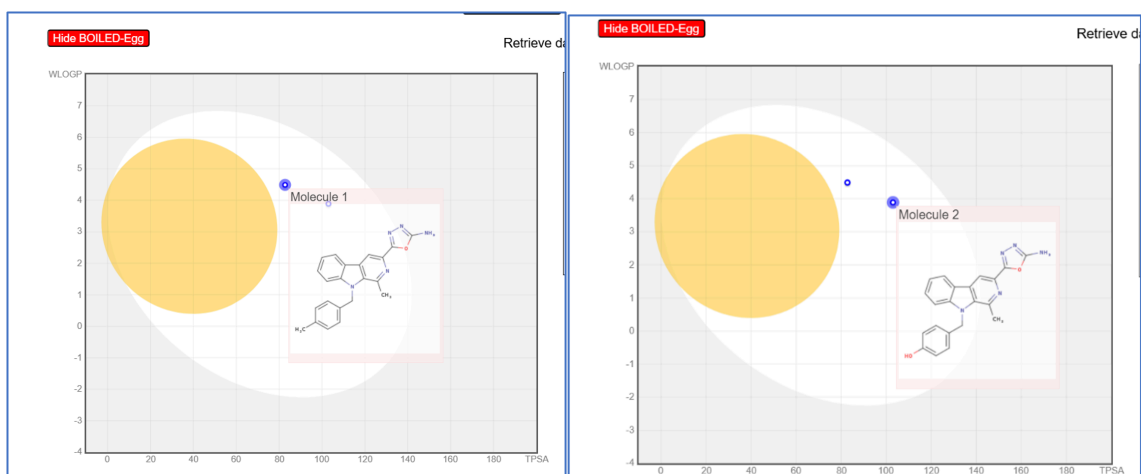 Hide BOILED-Egg
Retrieve da
WLOGP
7
6
5
4
3
2
1
0
-1
-2
-3
-4
Molecule 1
N
N
NH₂
O
N
N
CH₃
H₃C
0
20
40
60
80
100
120
140
160
180
TPSA
Hide BOILED-Egg
Retrieve da
WLOGP
7
6
5
4
3
2
1
0
-1
-2
-3
-4
Molecule 2
N
N
NH₂
O
N
N
CH₃
HO
0
20
40
60
80
100
120
140
160
180
TPSA